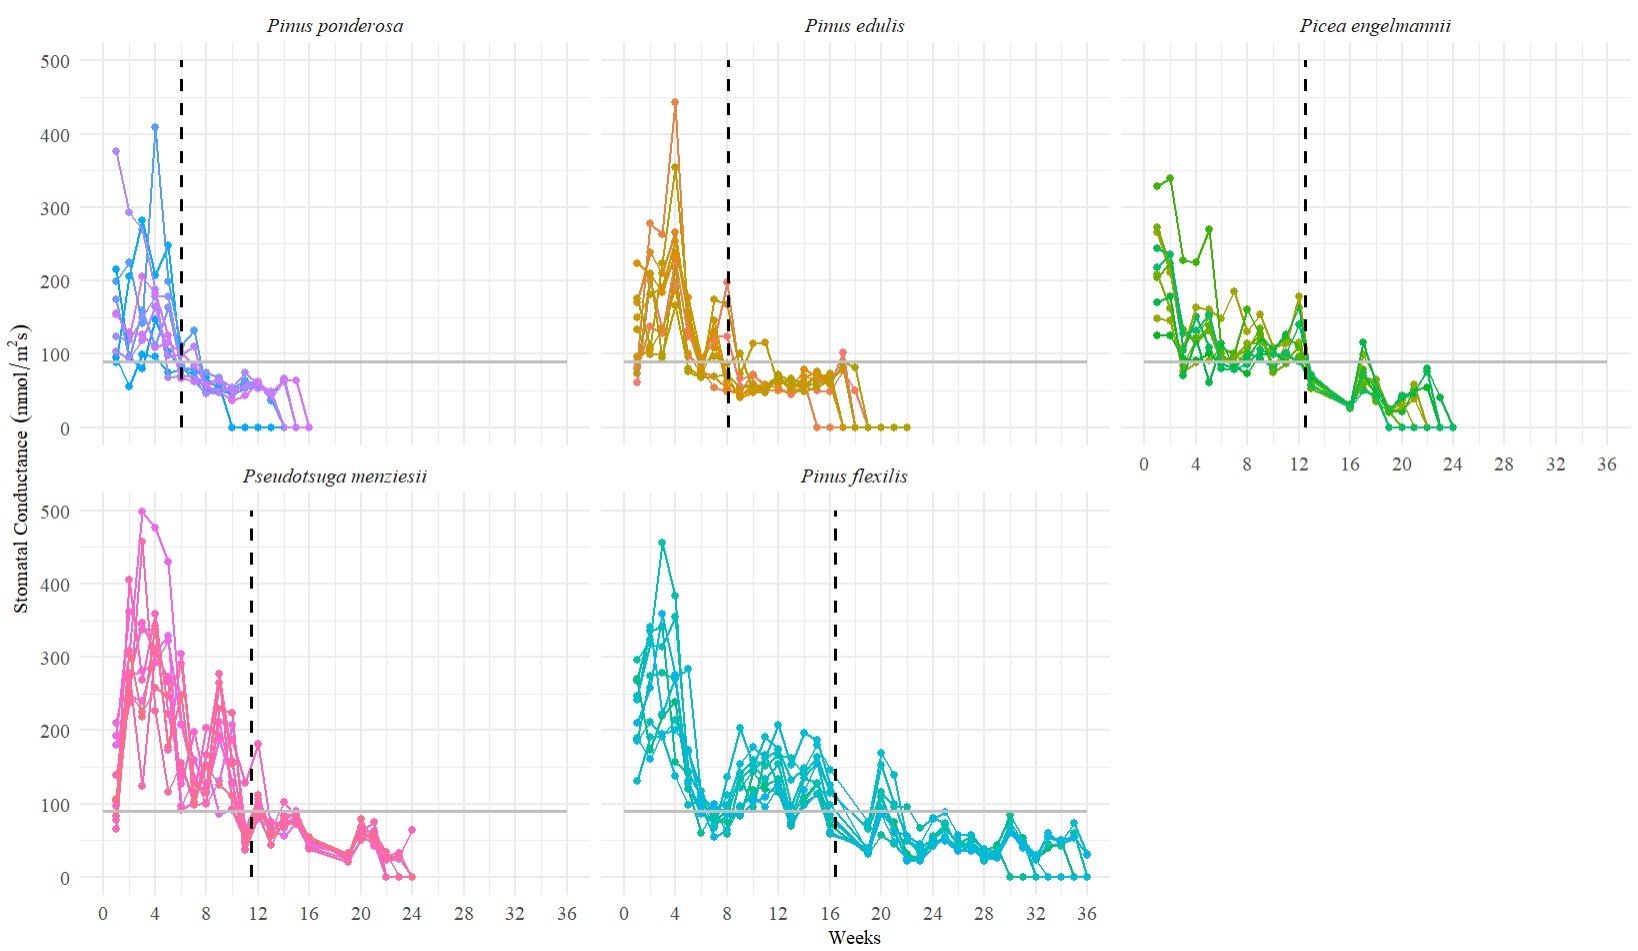 Pinus ponderosa
Pinus edulis
Picea engelmannii
500
400
300
200
100
0
0 4 8 12 16 20 24 28 32 36
Pseudotsuga menziesii
Pinus flexilis
Stomatal Conductance (nmol/m²s)
500
400
300
200
100
0
0 4 8 12 16 20 24 28 32 36
0 4 8 12 16 20 24 28 32 36
Weeks